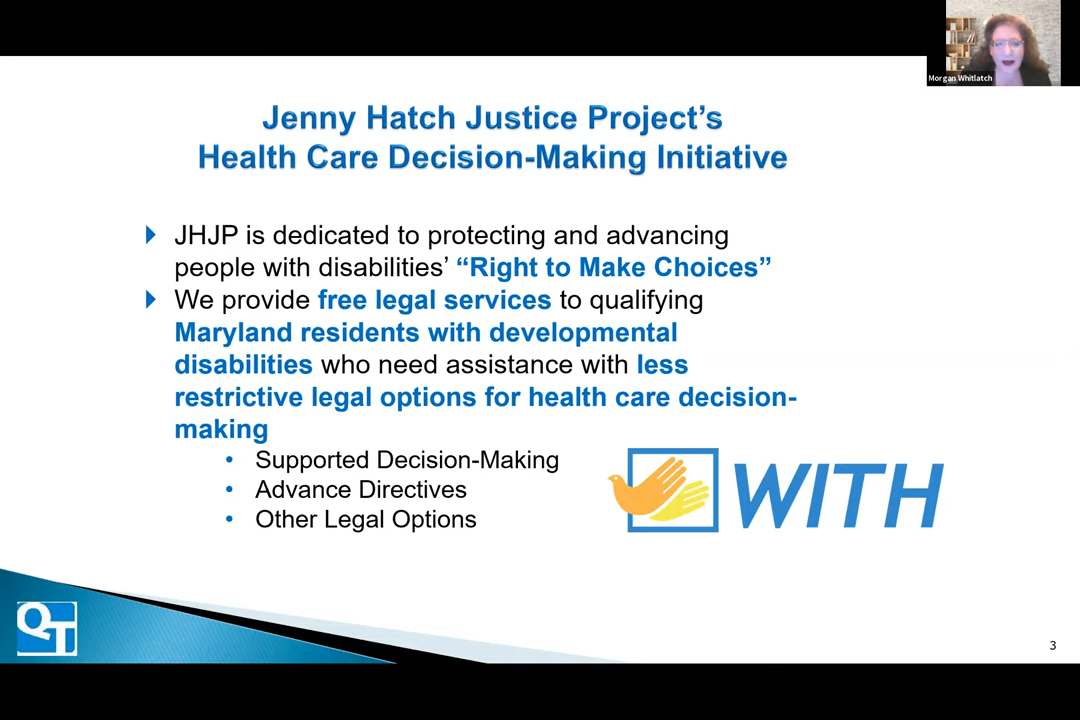 Morgan Whitlatch
Jenny Hatch Justice Project’s
Health Care Decision-Making Initiative
JHJP is dedicated to protecting and advancing
people with disabilities’ “Right to Make Choices”
We provide free legal services to qualifying
Maryland residents with developmental
disabilities who need assistance with less
restrictive legal options for health care decision-
making
• Supported Decision-Making
• Advance Directives
• Other Legal Options
WITH
QT
3